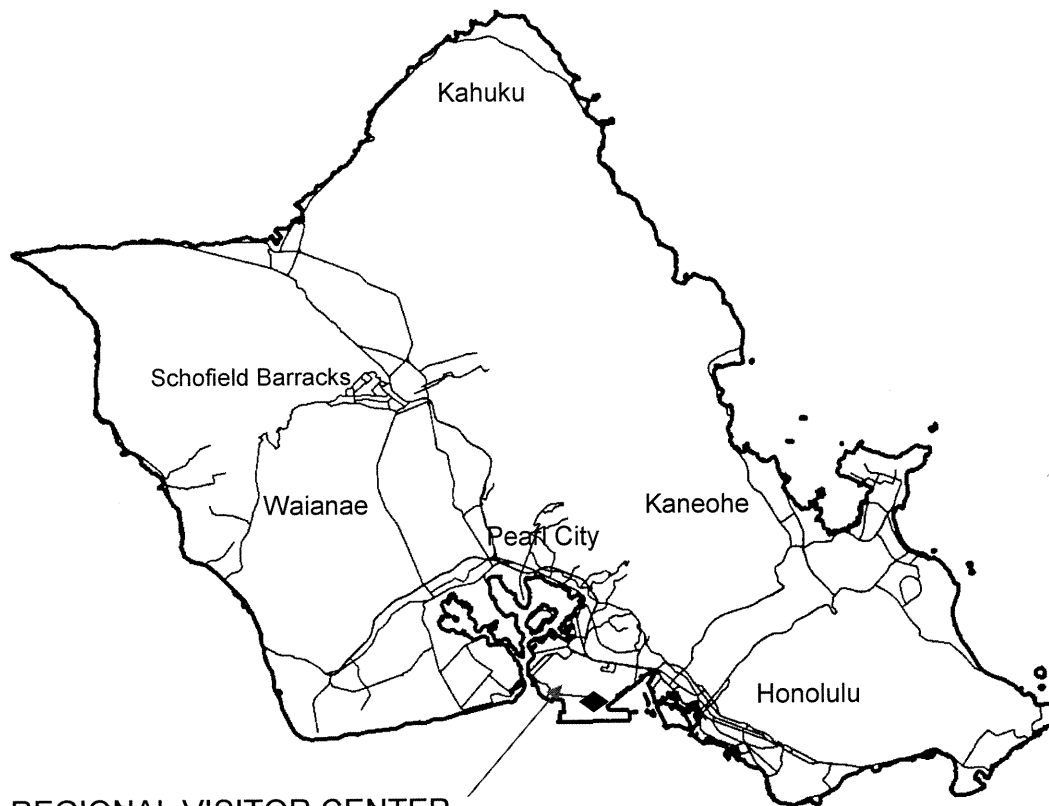 Kahuku
Schofield Barracks
Waianae
Kaneohe
Pearl City
Honolulu
REGIONAL VISITOR CENTER